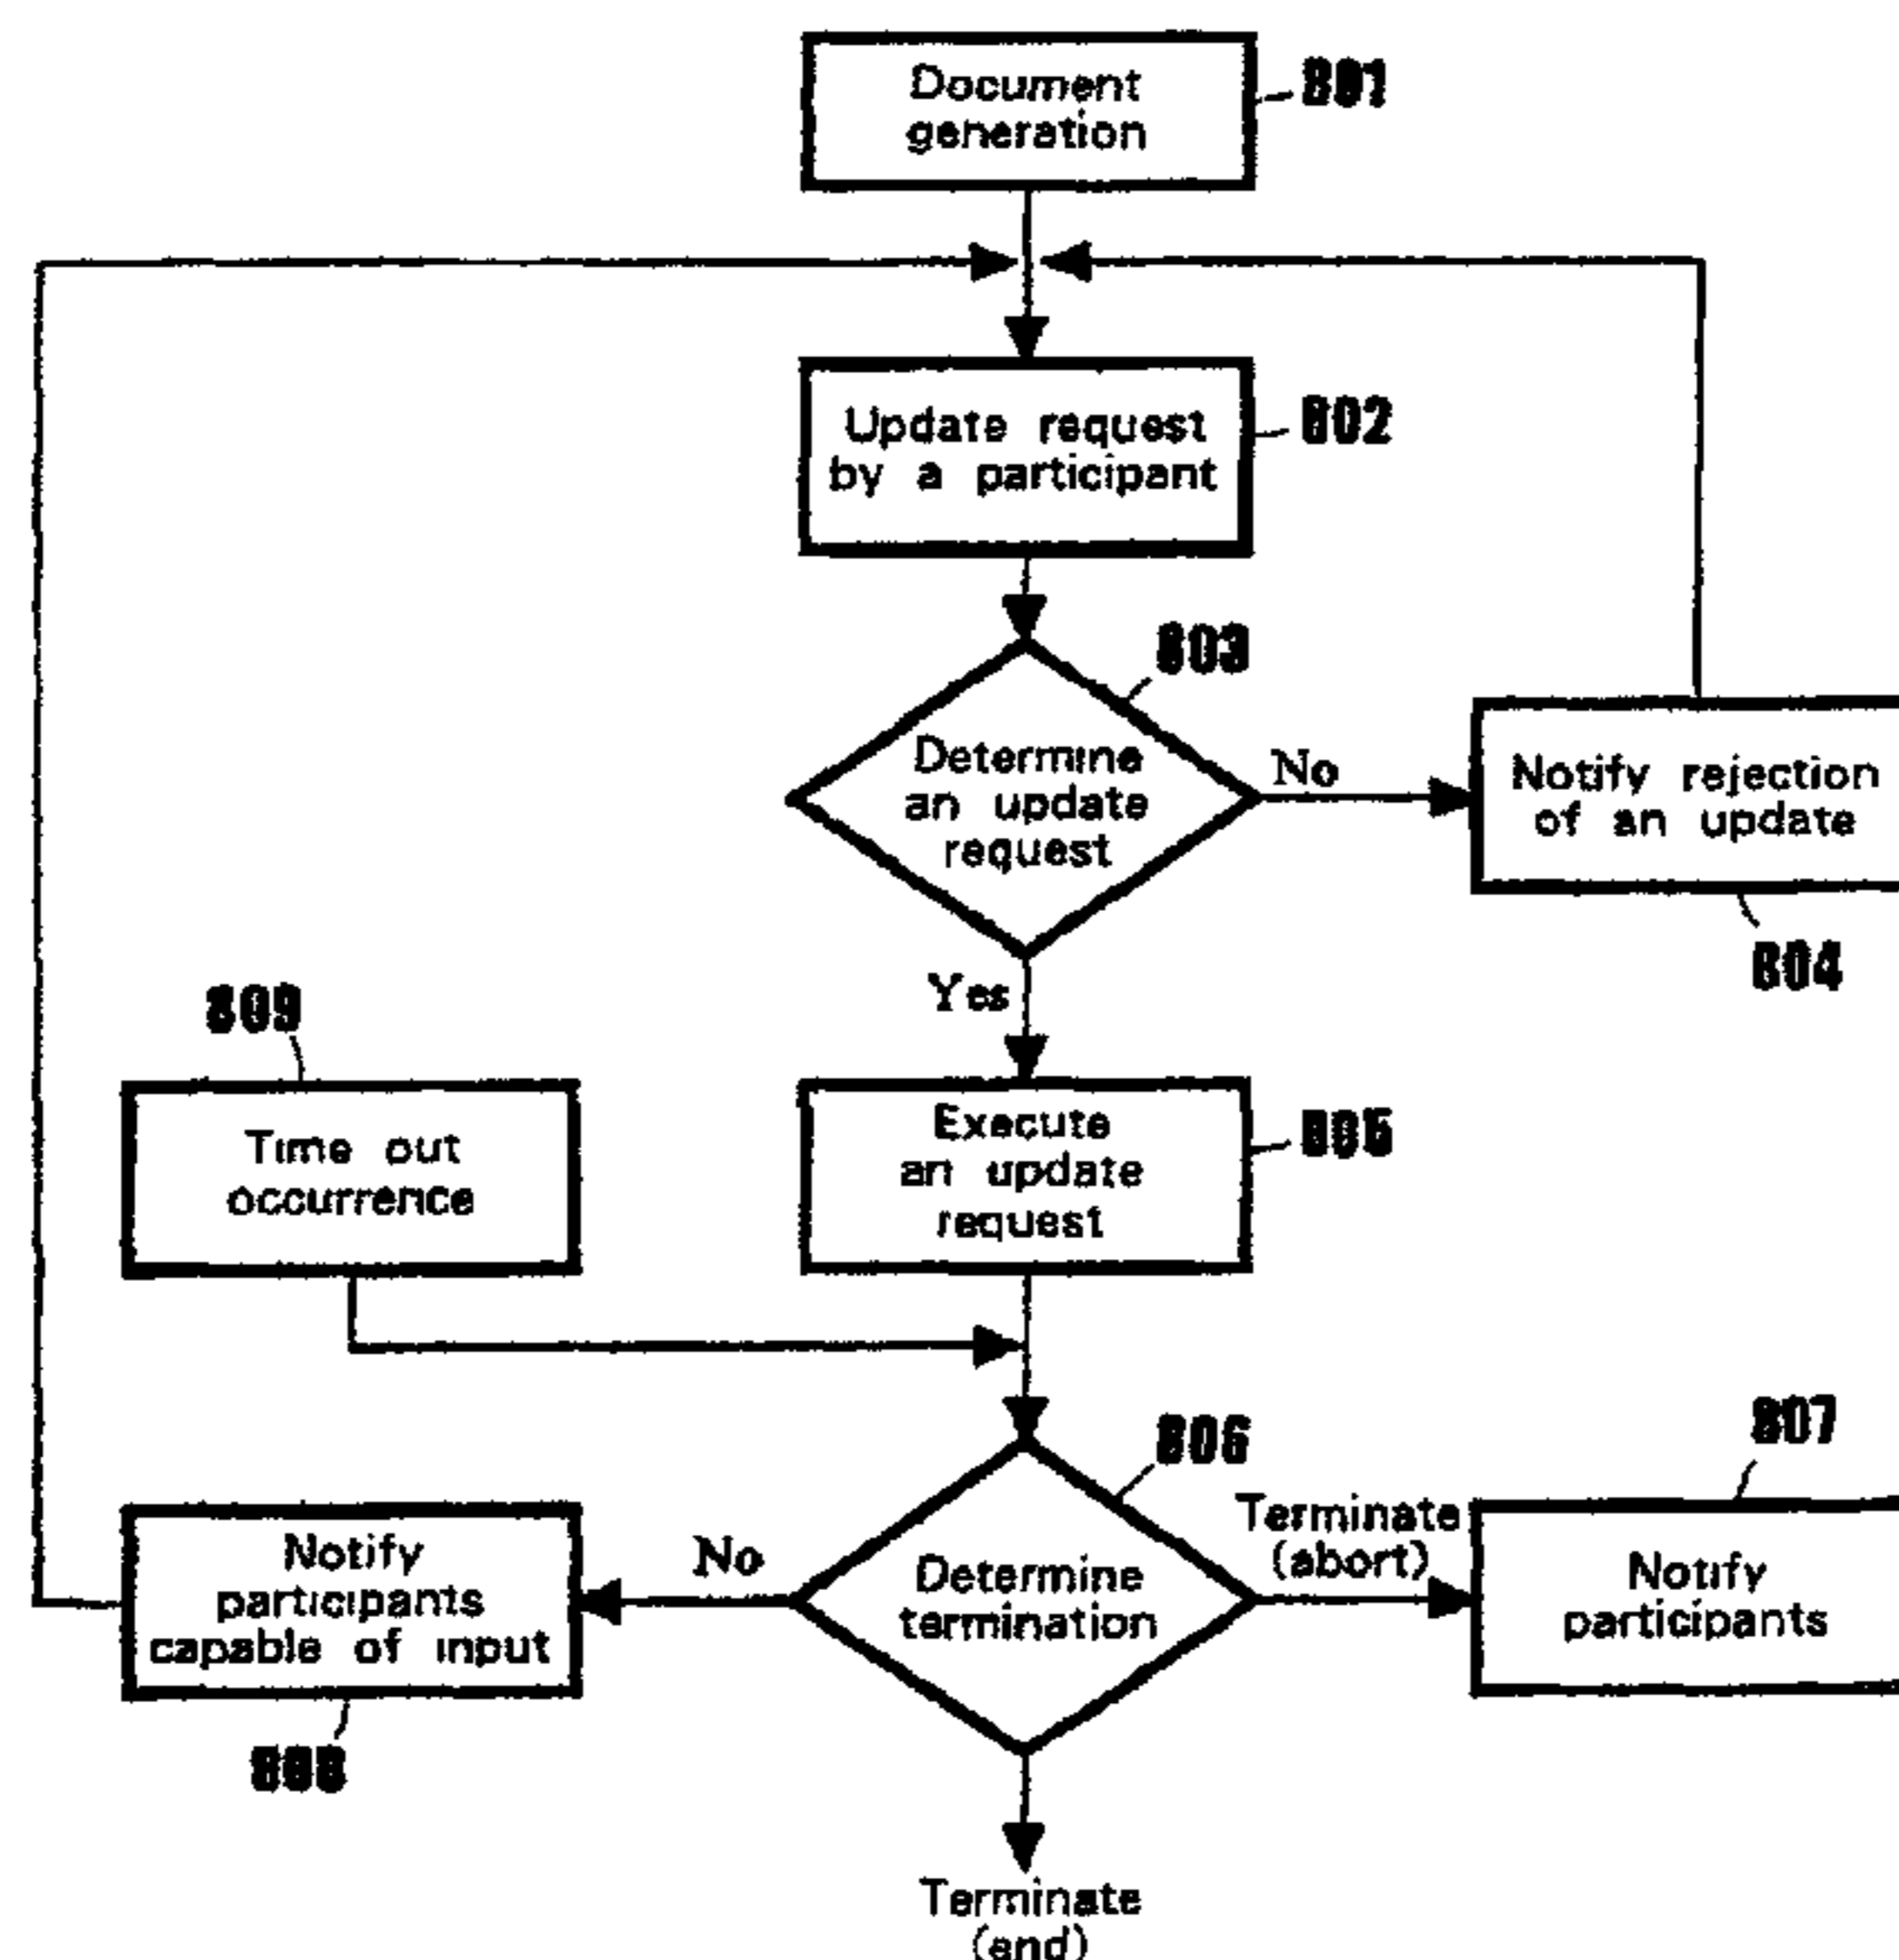 Document
generation
801
Update request
by a participant
802
803
Determine
an update
request
No
Notify rejection
of an update
804
Yes
809
Time out
occurrence
Execute
an update
request
805
806
Terminate
(abort)
807
Notify
participants
capable of input
No
Determine
termination
Notify
participants
808
Terminate
(end)